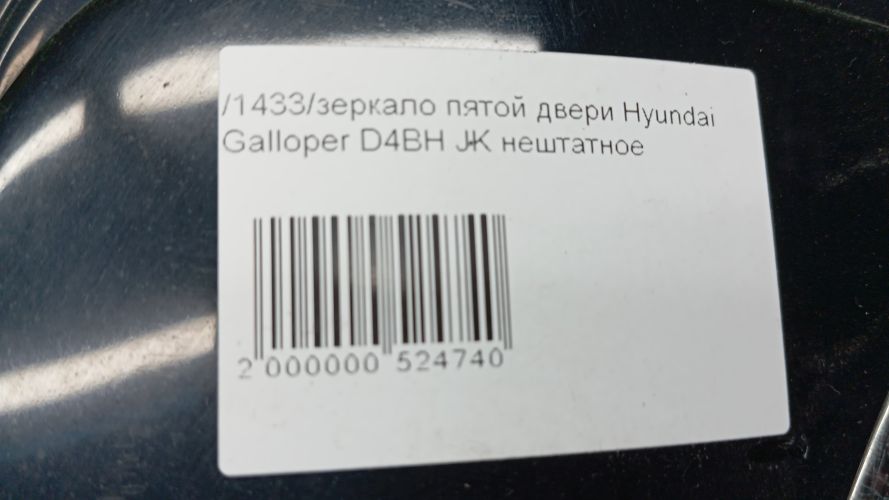 /1433/зеркало пятой двери Hyundai
Galloper D4BH JK нештатное
2 000000 524740